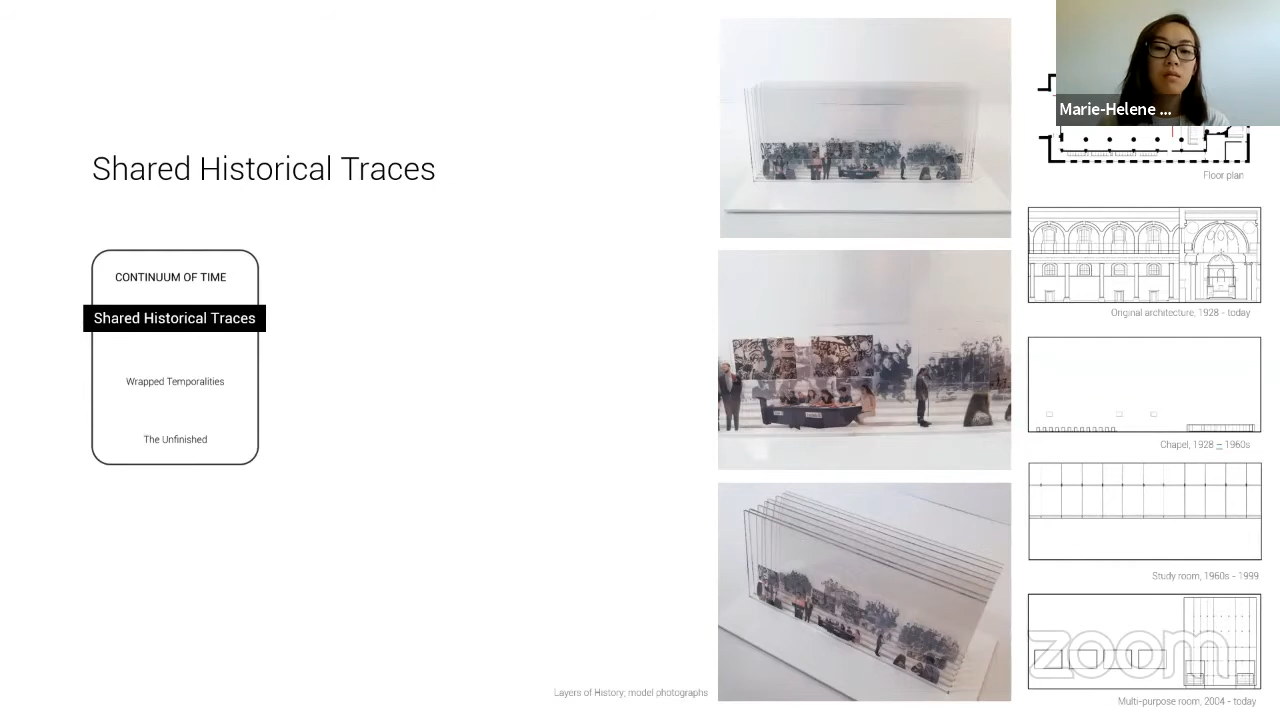 Shared Historical Traces
CONTINUUM OF TIME
Shared Historical Traces
Wrapped Temporalities
The Unfinished
Layers of History; model photographs
Marie-Helene ...
Floor plan
Original architecture, 1928 - today
Chapel, 1928 – 1960s
Study room, 1960s - 1999
zoom
Multi-purpose room, 2004 - today